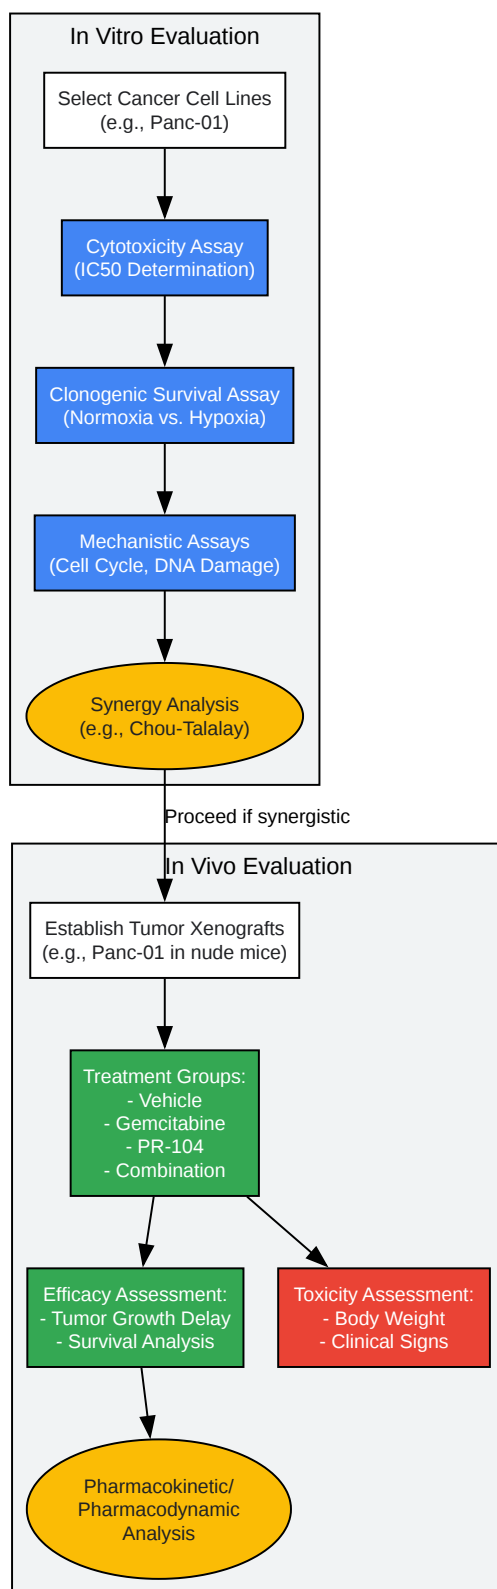 In Vitro Evaluation
Select Cancer Cell Lines
(e.g., Panc-01)
Cytotoxicity Assay
(IC50 Determination)
Clonogenic Survival Assay
(Normoxia vs. Hypoxia)
Mechanistic Assays
(Cell Cycle, DNA Damage)
Synergy Analysis
(e.g., Chou-Talalay)
Proceed if synergistic
In Vivo Evaluation
Establish Tumor Xenografts
(e.g., Panc-01 in nude mice)
Treatment Groups:
- Vehicle
- Gemcitabine
- PR-104
- Combination
Efficacy Assessment:
- Tumor Growth Delay
- Survival Analysis
Toxicity Assessment:
- Body Weight
- Clinical Signs
Pharmacokinetic/
Pharmacodynamic
Analysis